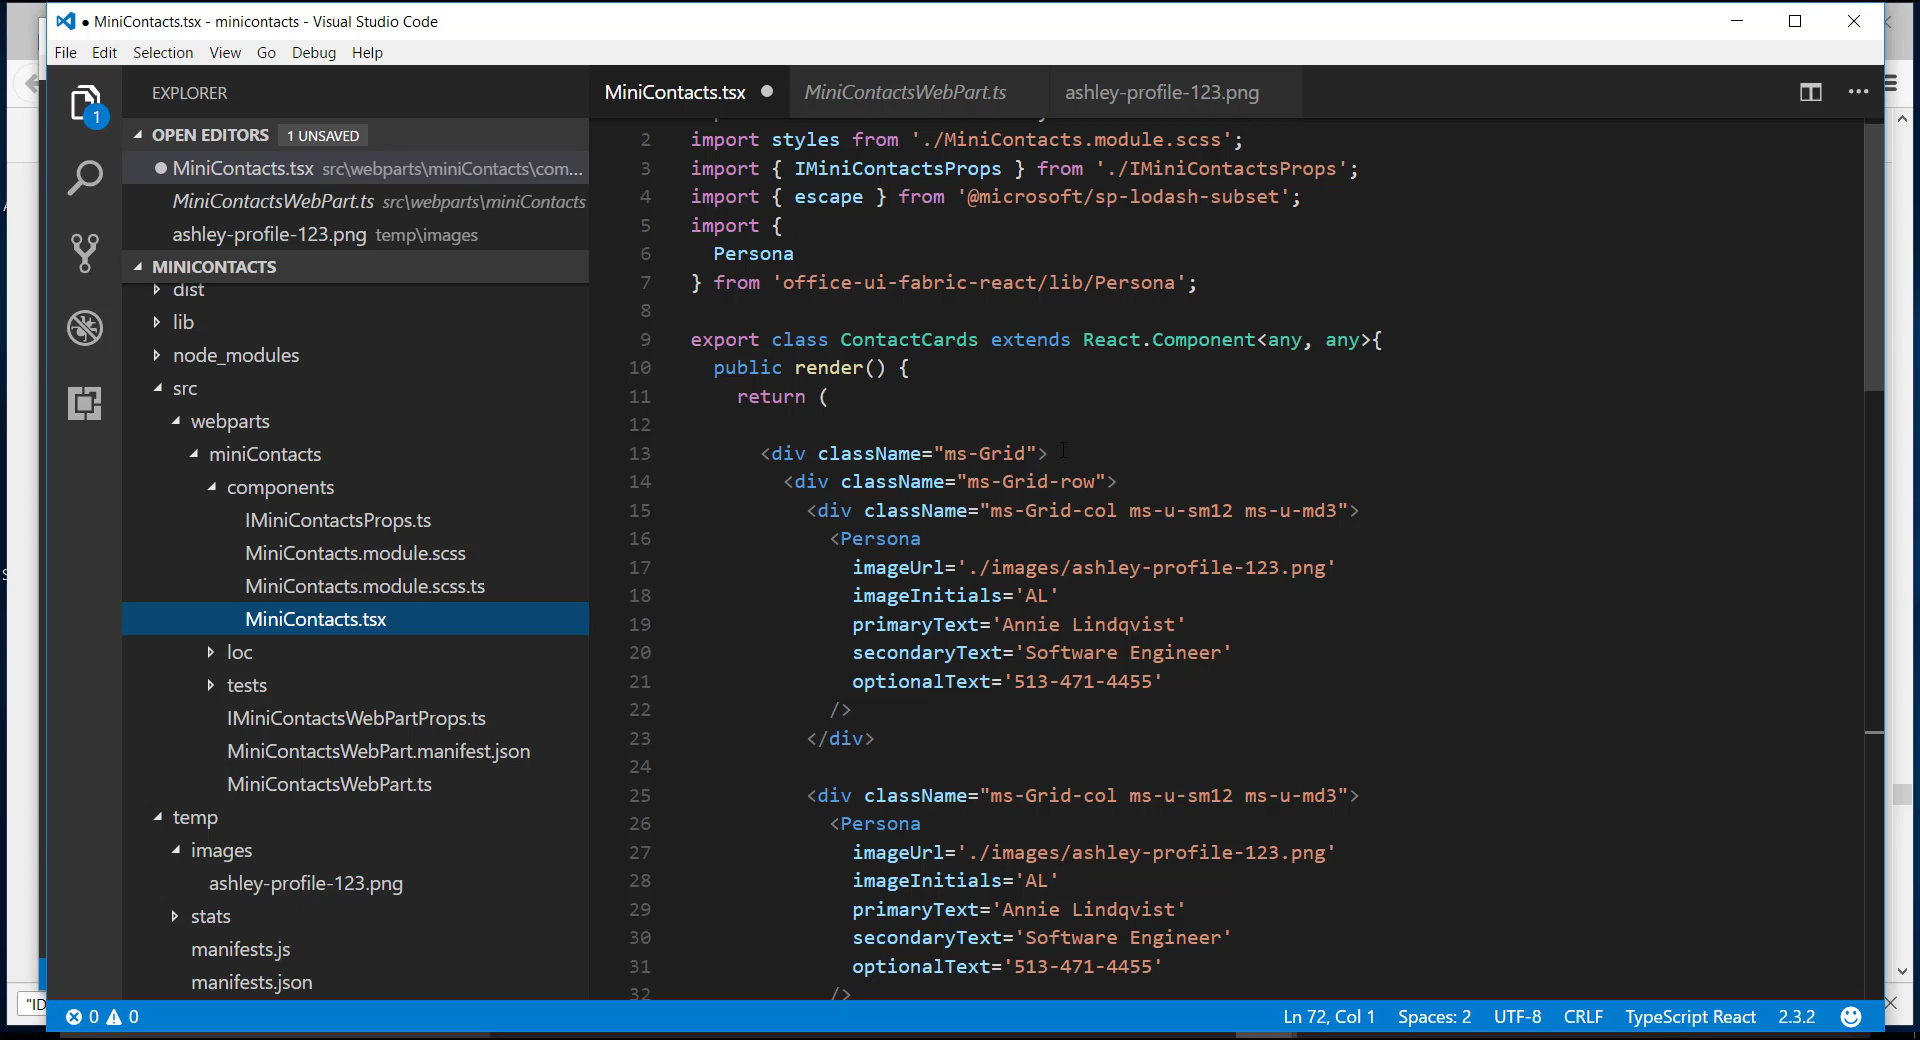 ● MiniContacts.tsx - minicontacts - Visual Studio Code
File Edit Selection View Go Debug Help
1
EXPLORER
OPEN EDITORS 1 UNSAVED
MiniContacts.tsx src\webparts\miniContacts\com...
MiniContactsWebPart.ts src\webparts\miniContacts
ashley-profile-123.png temp\images
MINICONTACTS
dist
lib
node_modules
src
webparts
miniContacts
components
IMiniContactsProps.ts
MiniContacts.module.scss
MiniContacts.module.scss.ts
MiniContacts.tsx
loc
tests
IMiniContactsWebPartProps.ts
MiniContactsWebPart.manifest.json
MiniContactsWebPart.ts
temp
images
ashley-profile-123.png
stats
manifests.js
manifests.json
MiniContacts.tsx ● MiniContactsWebPart.ts ashley-profile-123.png
2 import styles from './MiniContacts.module.scss';
3 import { IMiniContactsProps } from './IMiniContactsProps';
4 import { escape } from '@microsoft/sp-lodash-subset';
5 import {
6 Persona
7 } from 'office-ui-fabric-react/lib/Persona';
8
9 export class ContactCards extends React.Component<any, any>{
10 public render() {
11 return (
12
13 <div className="ms-Grid">
14 <div className="ms-Grid-row">
15 <div className="ms-Grid-col ms-u-sm12 ms-u-md3">
16 <Persona
17 imageUrl='./images/ashley-profile-123.png'
18 imageInitials='AL'
19 primaryText='Annie Lindqvist'
20 secondaryText='Software Engineer'
21 optionalText='513-471-4455'
22 />
23 </div>
24
25 <div className="ms-Grid-col ms-u-sm12 ms-u-md3">
26 <Persona
27 imageUrl='./images/ashley-profile-123.png'
28 imageInitials='AL'
29 primaryText='Annie Lindqvist'
30 secondaryText='Software Engineer'
31 optionalText='513-471-4455'
32 />
"ID
0 0 Ln 72, Col 1 Spaces: 2 UTF-8 CRLF TypeScript React 2.3.2